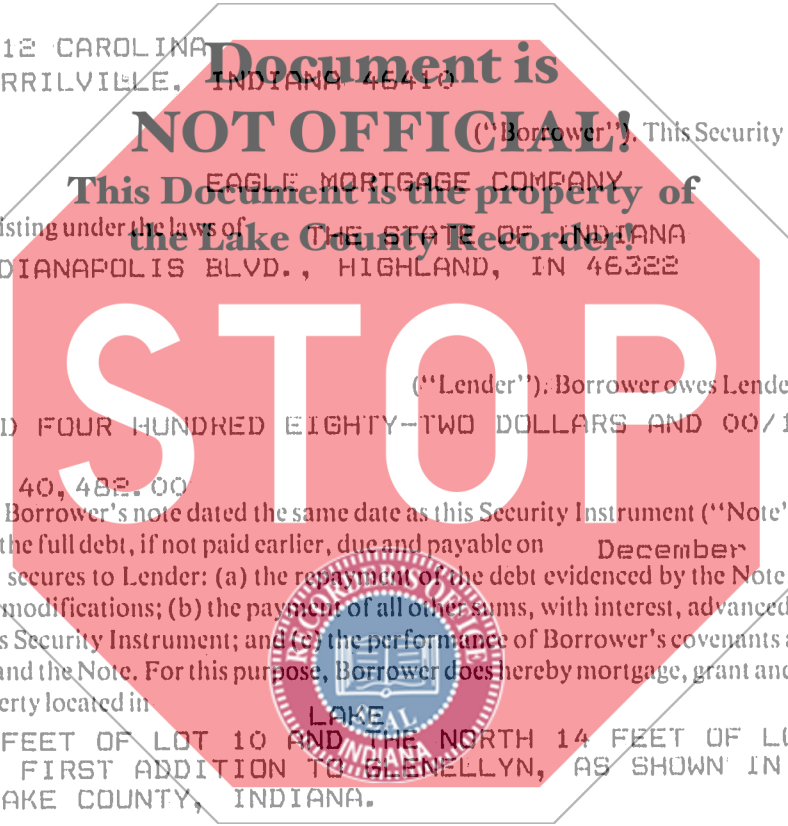 12 CAROLINA
Document is
RRILVILLE, INDIANA 46410
NOT OFFICIAL!
("Borrower"). This Security
EAGLE MORTGAGE COMPANY
This Document is the property of
isting under the laws of THE STATE OF INDIANA
the Lake County Recorder!
DIANAPOLIS BLVD., HIGHLAND, IN 46322
STOP
("Lender"). Borrower owes Lende
D FOUR HUNDRED EIGHTY-TWO DOLLARS AND 00/1
40,482.00
Borrower's note dated the same date as this Security Instrument ("Note"
the full debt, if not paid earlier, due and payable on December
secures to Lender: (a) the repayment of the debt evidenced by the Note
modifications; (b) the payment of all other sums, with interest, advanced
s Security Instrument; and (c) the performance of Borrower's covenants a
and the Note. For this purpose, Borrower does hereby mortgage, grant and
erty located in LAKE
RECORDER'S OFFICE
SEAL
INDIANA
FEET OF LOT 10 AND THE NORTH 14 FEET OF LO
FIRST ADDITION TO GLENELLYN, AS SHOWN IN
AKE COUNTY, INDIANA.